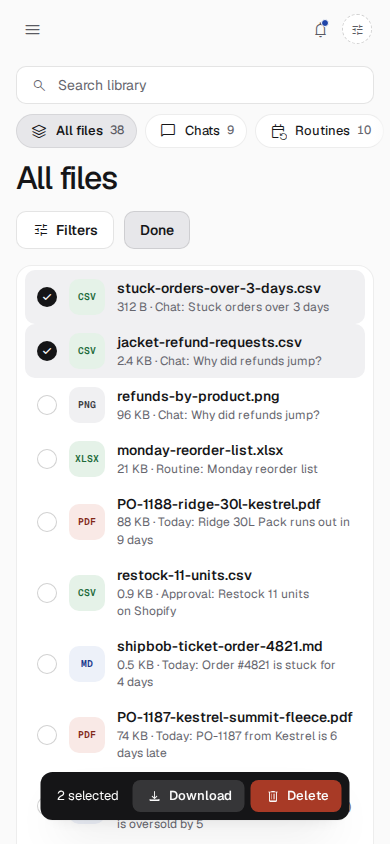 Search library
All files 38
Chats 9
Routines 10
All files
Filters
Done
CSV
stuck-orders-over-3-days.csv
312 B · Chat: Stuck orders over 3 days
CSV
jacket-refund-requests.csv
2.4 KB · Chat: Why did refunds jump?
PNG
refunds-by-product.png
96 KB · Chat: Why did refunds jump?
XLSX
monday-reorder-list.xlsx
21 KB · Routine: Monday reorder list
PDF
PO-1188-ridge-30l-kestrel.pdf
88 KB · Today: Ridge 30L Pack runs out in
9 days
CSV
restock-11-units.csv
0.9 KB · Approval: Restock 11 units
on Shopify
MD
shipbob-ticket-order-4821.md
0.5 KB · Today: Order #4821 is stuck for
4 days
PDF
PO-1187-kestrel-summit-fleece.pdf
74 KB · Today: PO-1187 from Kestrel is 6
days late
2 selected
Download
Delete
is oversold by 5